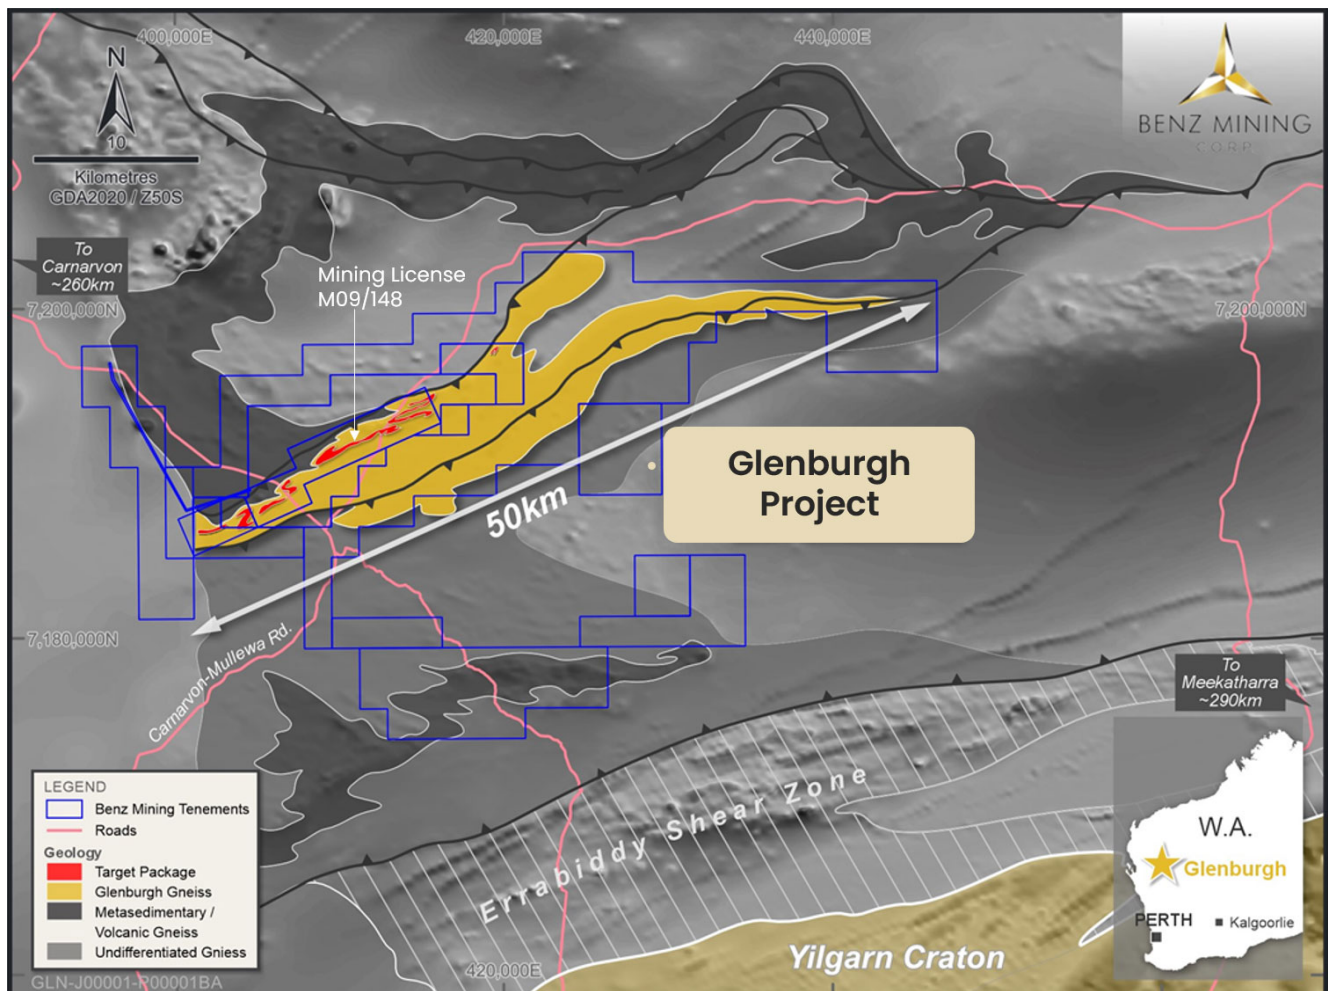 400,000E
420,000E
440,000E
N
10
Kilometres
GDA2020 / Z50S
BENZ MINING
CORP
To
Carnarvon
~260km
Mining License
M09/148
7,200,000N
7,200,000N
Glenburgh
Project
50km
7,180,000N
Carnarvon-Mullewa Rd.
To
Meekatharra
~290km
Errabiddy Shear Zone
LEGEND
Benz Mining Tenements
Roads
Geology
Target Package
Glenburgh Gneiss
Metasedimentary /
Volcanic Gneiss
Undifferentiated Gniess
W.A.
Glenburgh
PERTH
Kalgoorlie
Yilgarn Craton
420,000E
GLN-J00001-P00001BA